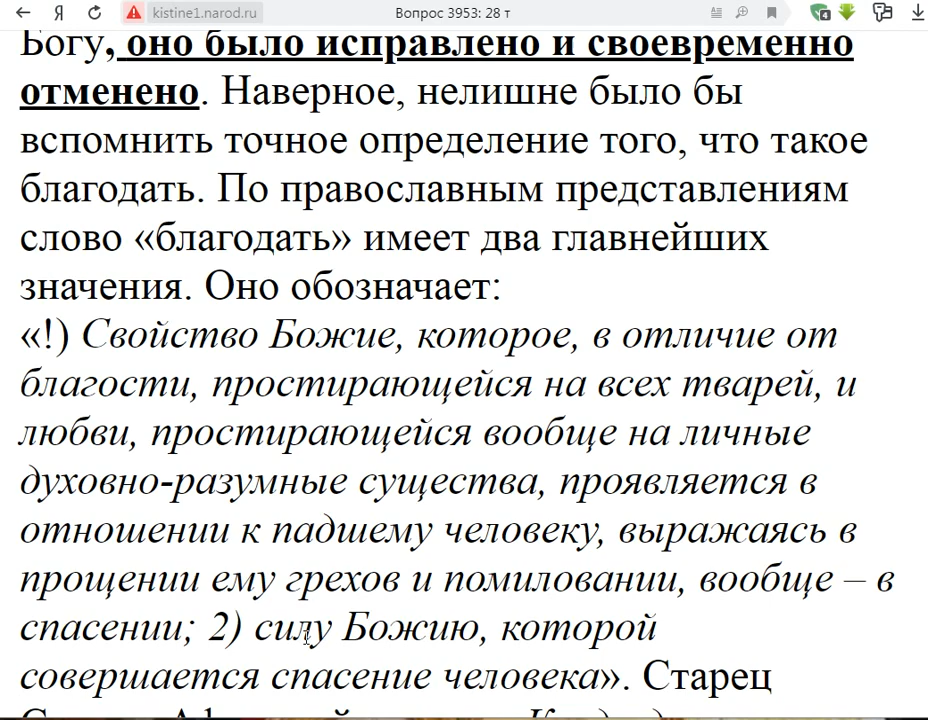 Я kistine1.narod.ru Вопрос 3953: 28 т 4
Богу, оно было исправлено и своевременно
отменено. Наверное, нелишне было бы
вспомнить точное определение того, что такое
благодать. По православным представлениям
слово «благодать» имеет два главнейших
значения. Оно обозначает:
«!) Свойство Божие, которое, в отличие от
благости, простирающейся на всех тварей, и
любви, простирающейся вообще на личные
духовно-разумные существа, проявляется в
отношении к падшему человеку, выражаясь в
прощении ему грехов и помиловании, вообще – в
спасении; 2) силу Божию, которой
совершается спасение человека». Старец